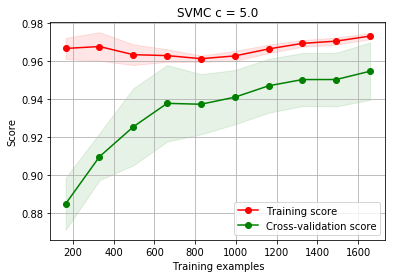 SVMC c = 5.0
0.98
0.96
0.94
0.92
0.90
0.88
Score
200 400 600 800 1000 1200 1400 1600
Training examples
Training score
Cross-validation score